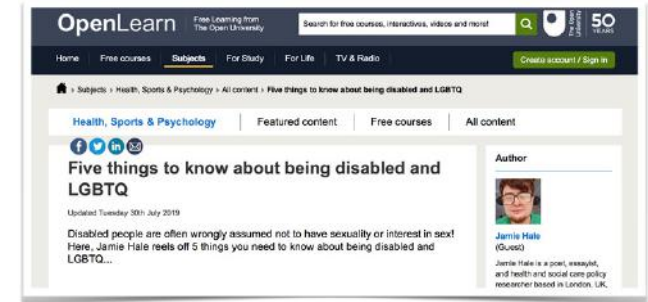 OpenLearn
Free Learning from
The Open University
Search for free courses, interactives, videos and more!
The Open University
50
YEARS
Home Free courses Subjects For Study For Life TV & Radio
Create account / Sign in
› Subjects › Health, Sports & Psychology › All content › Five things to know about being disabled and LGBTQ
Health, Sports & Psychology Featured content Free courses All content
Five things to know about being disabled and
LGBTQ
Updated Tuesday 30th July 2019
Disabled people are often wrongly assumed not to have sexuality or interest in sex!
Here, Jamie Hale reels off 5 things you need to know about being disabled and
LGBTQ...
Author
Jamie Hale
(Guest)
Jamie Hale is a poet, essayist,
and health and social care policy
researcher based in London, UK,